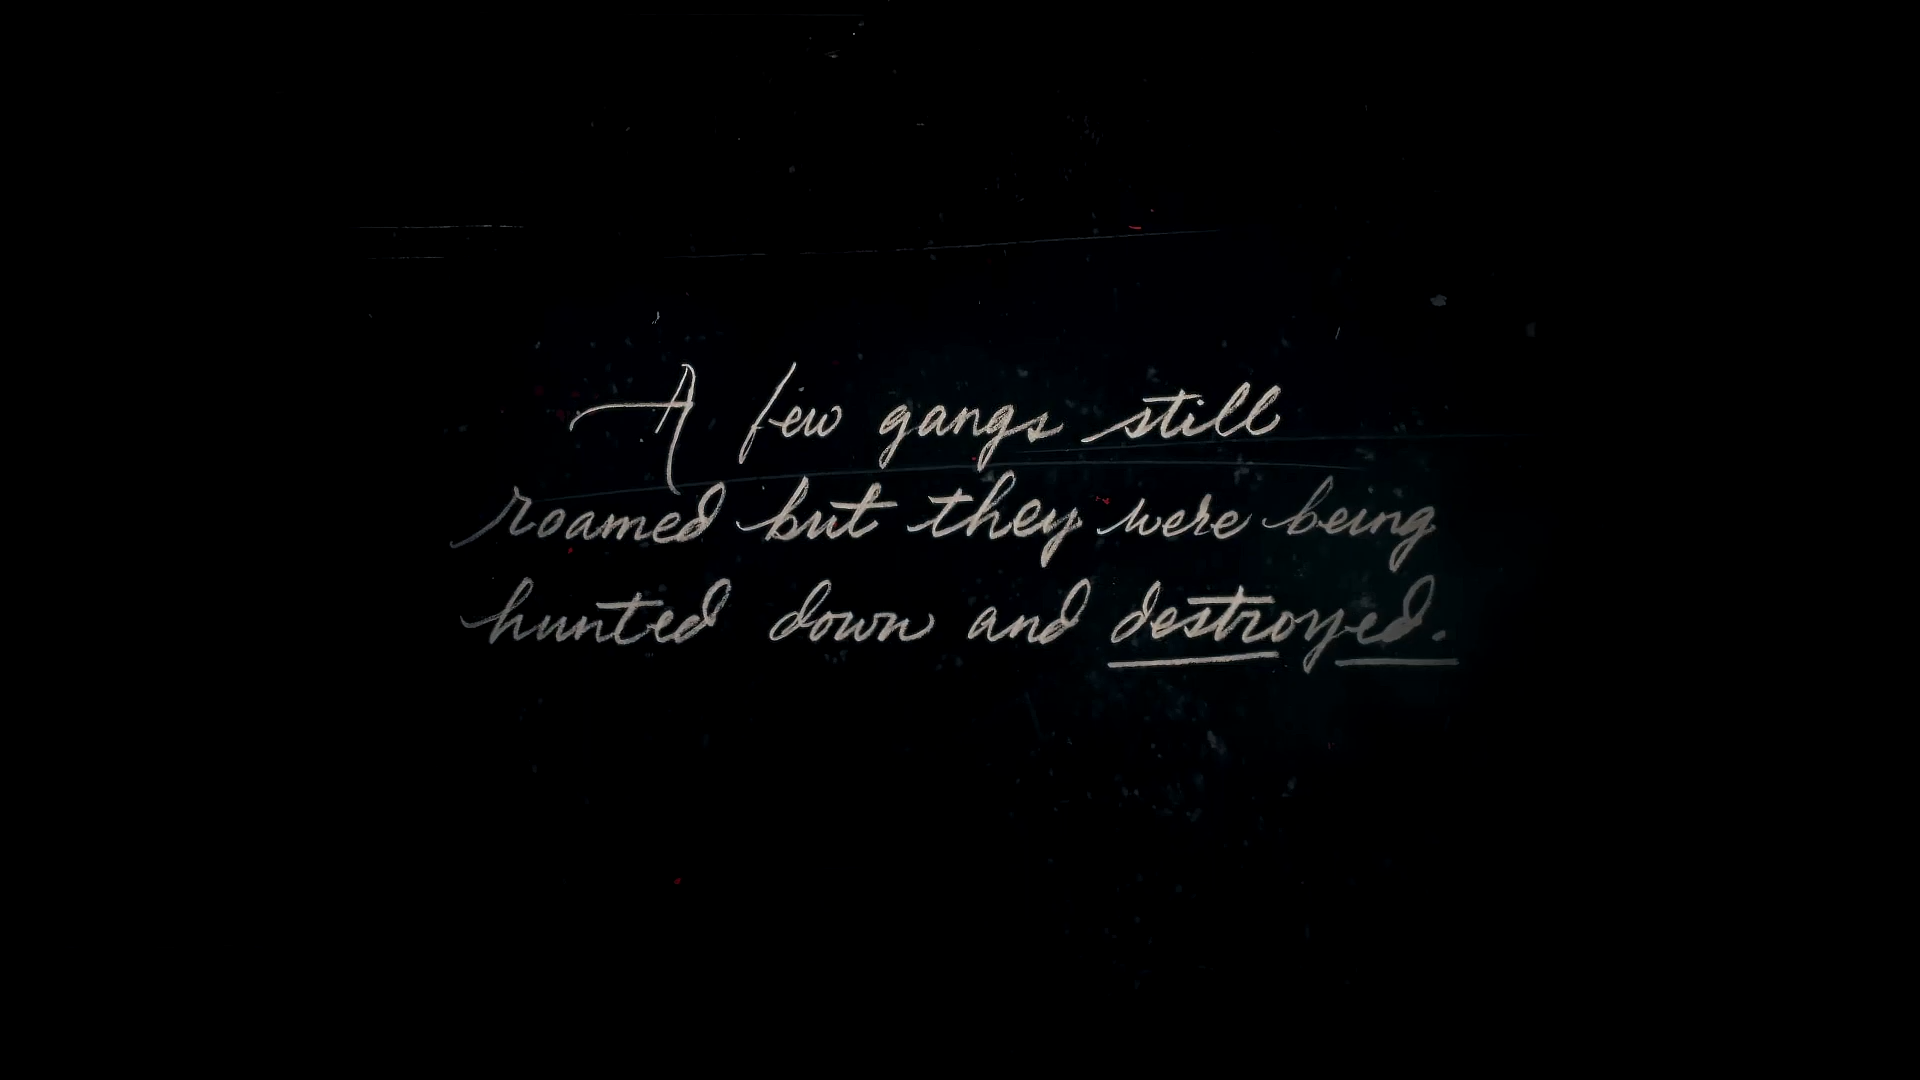 A few gangs still
roamed but they were being
hunted down and destroyed.